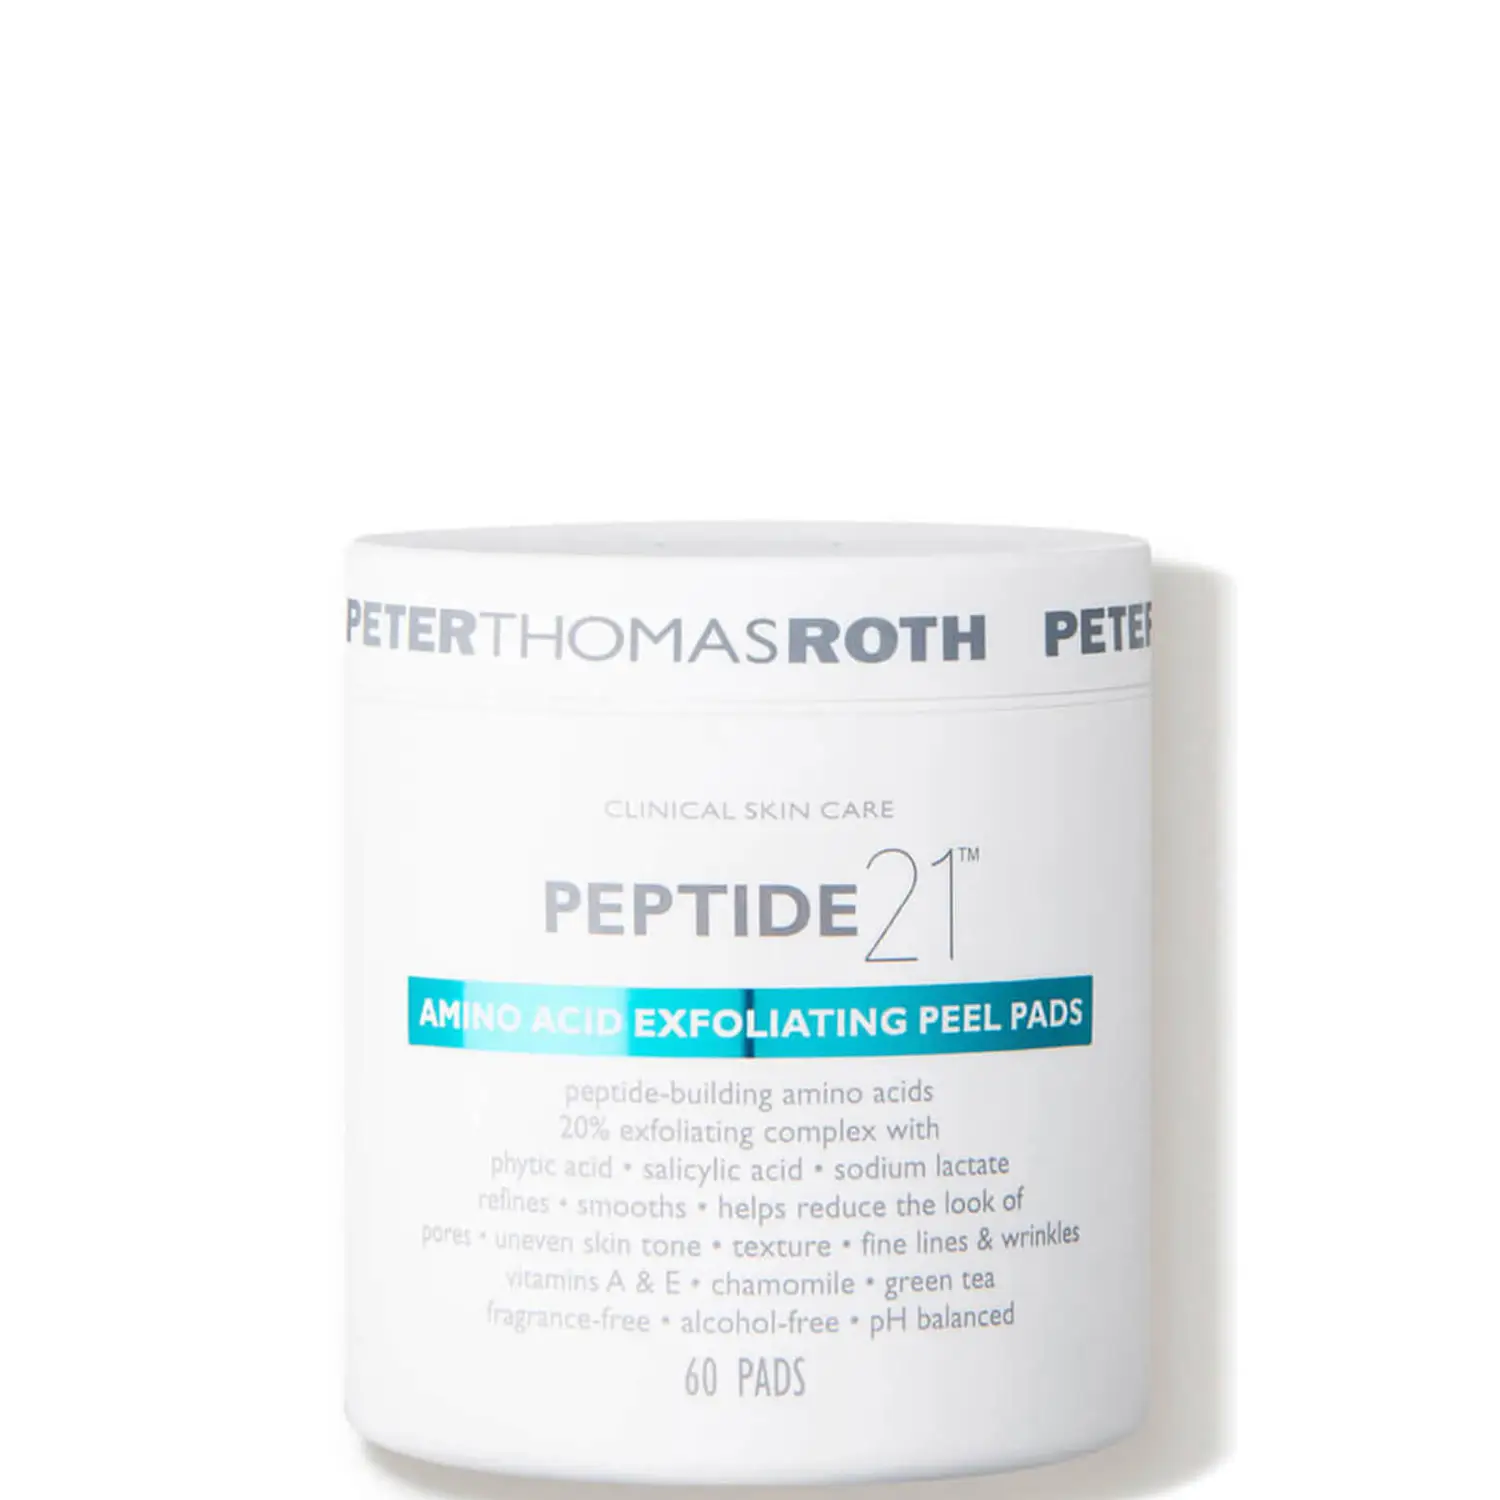 PETERTHOMASROTH PETER
CLINICAL SKIN CARE
PEPTIDE21™
AMINO ACID EXFOLIATING PEEL PADS
peptide-building amino acids
20% exfoliating complex with
phytic acid • salicylic acid • sodium lactate
refines • smooths • helps reduce the look of
pores • uneven skin tone • texture • fine lines & wrinkles
vitamins A & E • chamomile • green tea
fragrance-free • alcohol-free • pH balanced
60 PADS